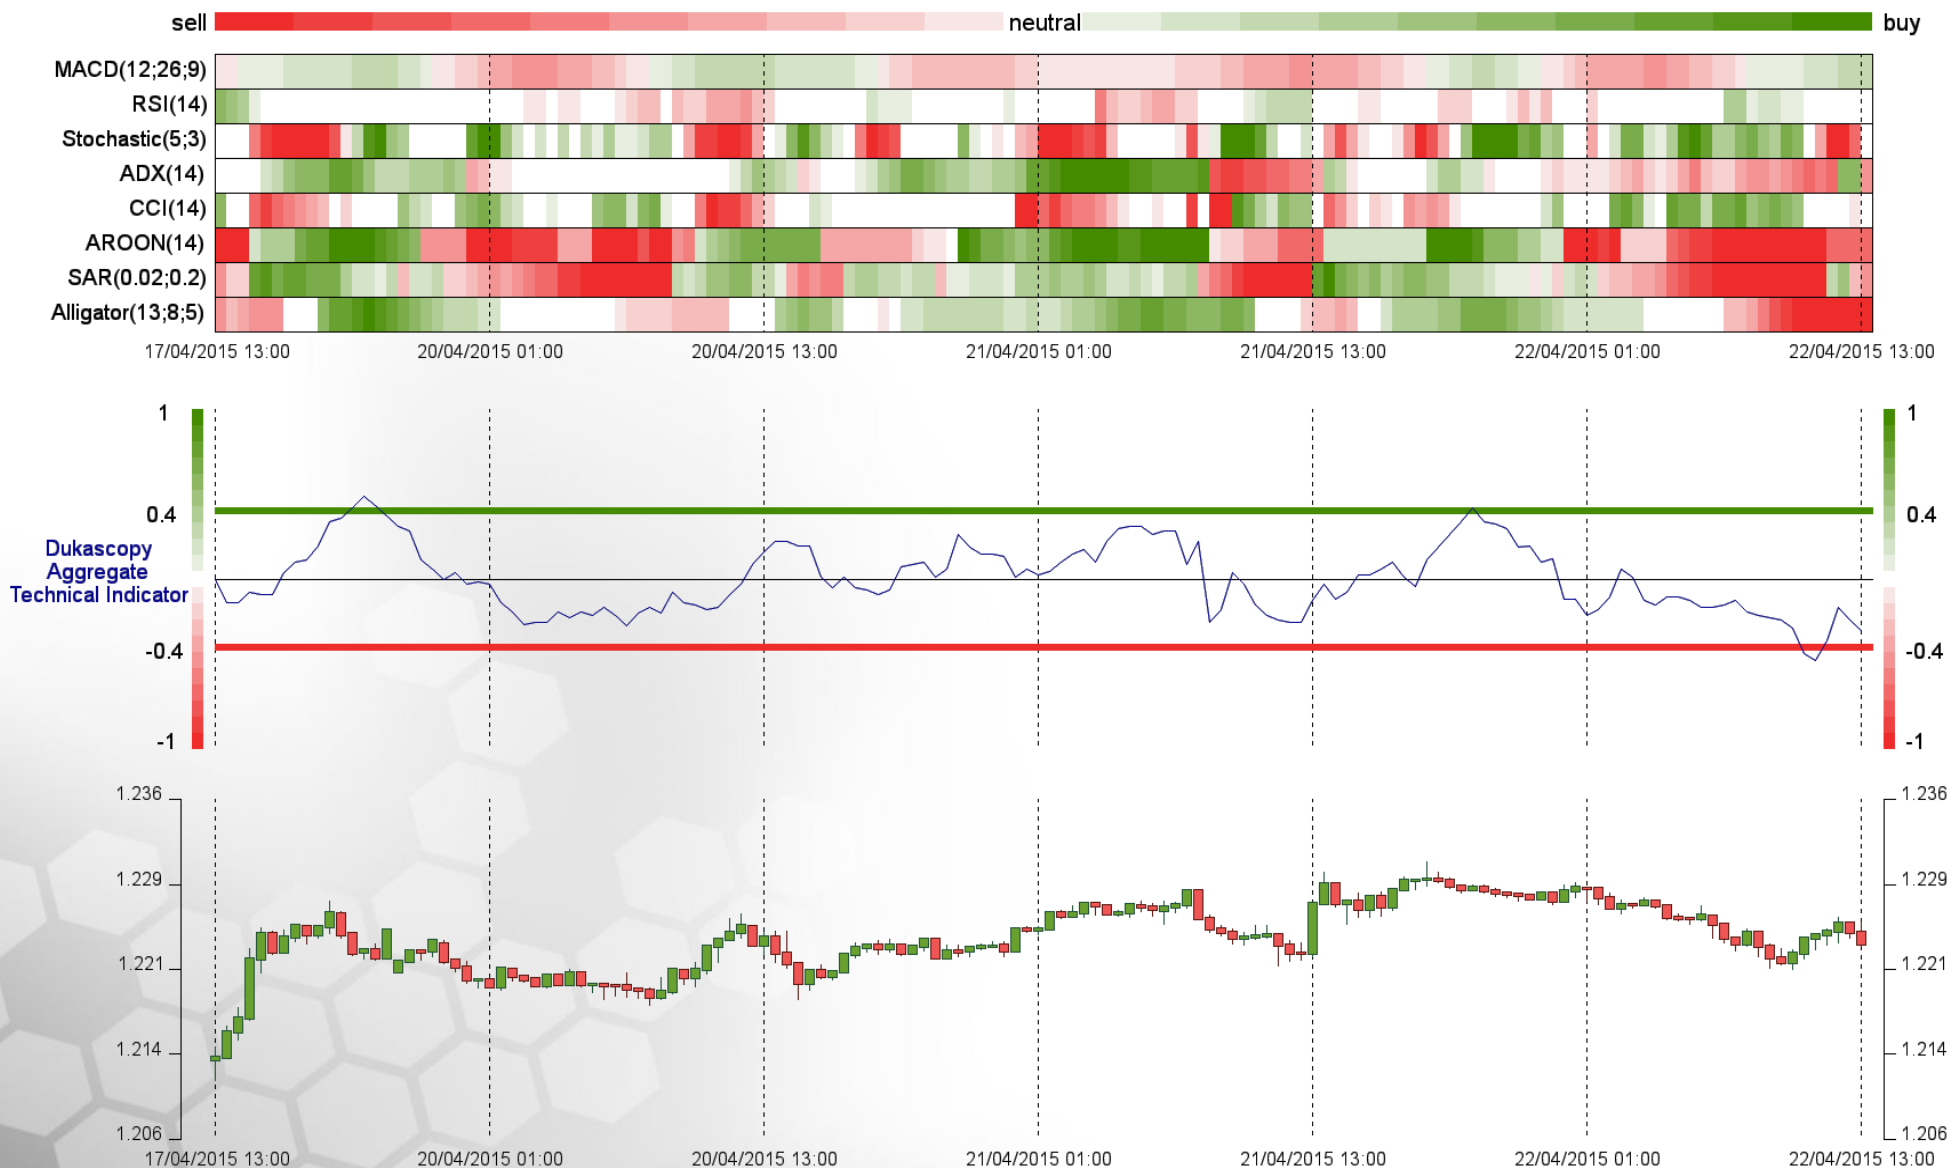 sell neutral buy
MACD(12;26;9)
RSI(14)
Stochastic(5;3)
ADX(14)
CCI(14)
AROON(14)
SAR(0.02;0.2)
Alligator(13;8;5)
17/04/2015 13:00 20/04/2015 01:00 20/04/2015 13:00 21/04/2015 01:00 21/04/2015 13:00 22/04/2015 01:00 22/04/2015 13:00
1 1
0.4 0.4
Dukascopy
Aggregate
Technical Indicator
-0.4 -0.4
-1 -1
1.236 1.236
1.229 1.229
1.221 1.221
1.214 1.214
1.206 1.206
17/04/2015 13:00 20/04/2015 01:00 20/04/2015 13:00 21/04/2015 01:00 21/04/2015 13:00 22/04/2015 01:00 22/04/2015 13:00